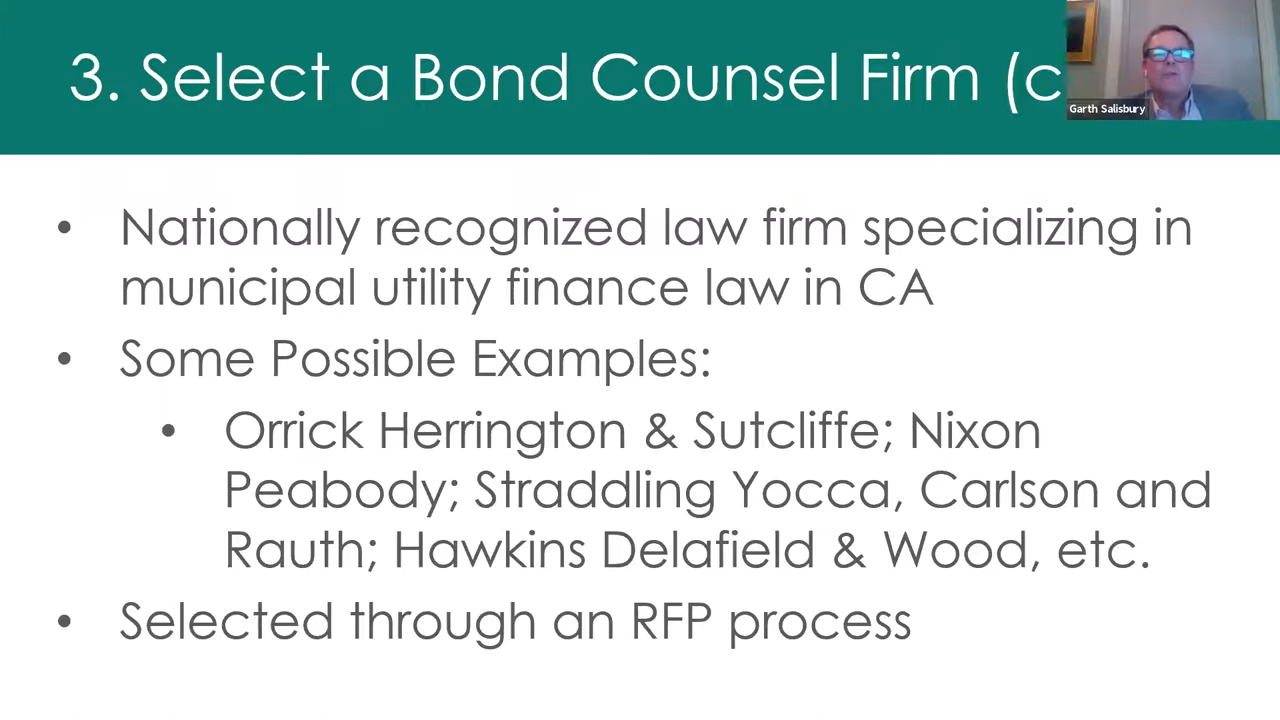 3. Select a Bond Counsel Firm (c
Garth Salisbury
• Nationally recognized law firm specializing in
municipal utility finance law in CA
• Some Possible Examples:
• Orrick Herrington & Sutcliffe; Nixon
Peabody; Straddling Yocca, Carlson and
Rauth; Hawkins Delafield & Wood, etc.
• Selected through an RFP process